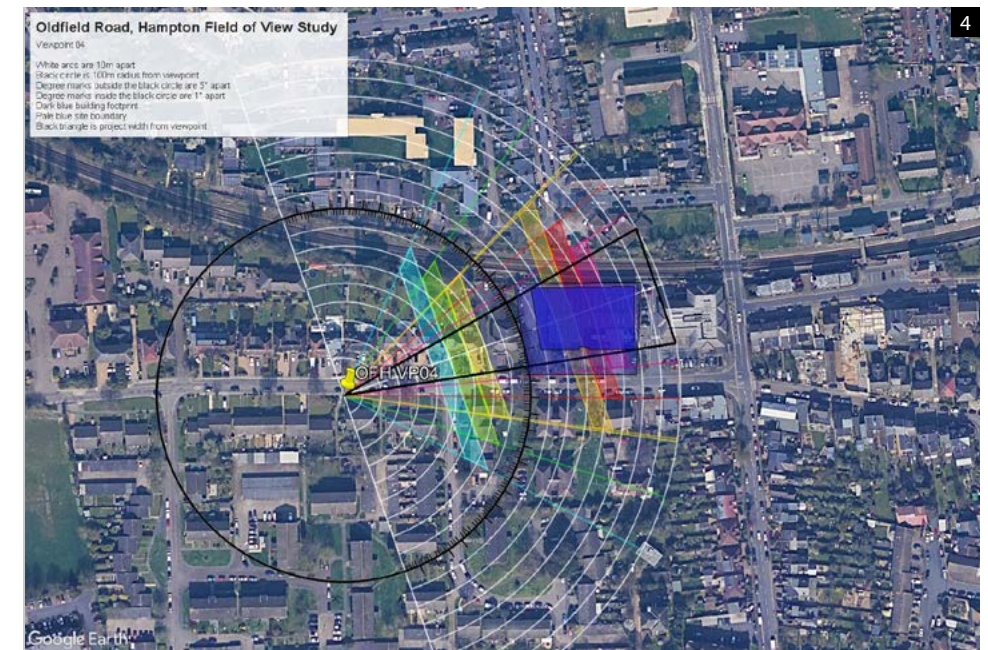 4
Oldfield Road, Hampton Field of View Study
Viewpoint 04
White arcs are 10m apart
Black circle is 100m radius from viewpoint
Degree marks outside the black circle are 5° apart
Degree marks inside the black circle are 1° apart
Dark blue building footprint
Pale blue site boundary
Black triangle is project width from viewpoint
OFH VP04
Google Earth